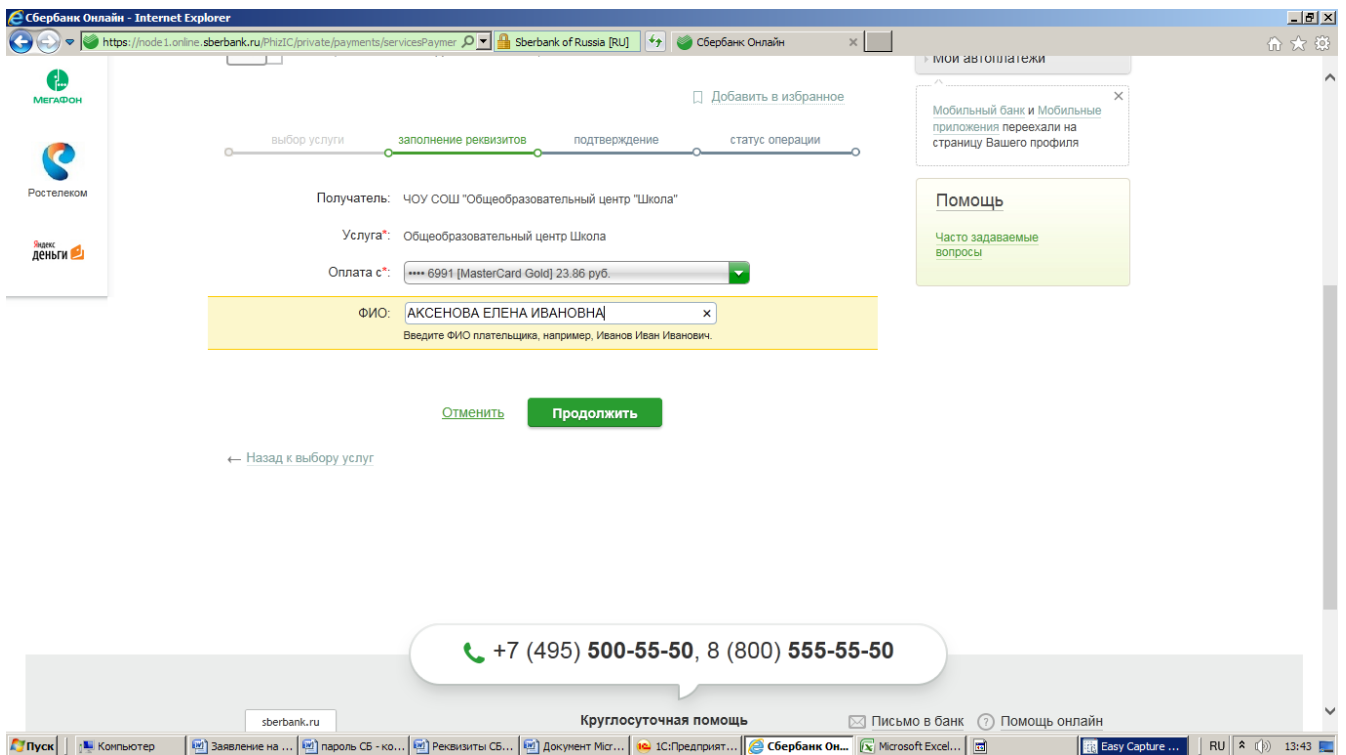 Сбербанк Онлайн - Internet Explorer
https://node1.online.sberbank.ru/PhizIC/private/payments/servicesPaymer
Sberbank of Russia [RU]
Сбербанк Онлайн
МЕГАФОН
Ростелеком
Яндекс
деньги
Мои автоплатежи
Добавить в избранное
Мобильный банк и Мобильные
приложения переехали на
страницу Вашего профиля
выбор услуги
заполнение реквизитов
подтверждение
статус операции
Получатель: ЧОУ СОШ "Общеобразовательный центр "Школа"
Услуга*: Общеобразовательный центр Школа
Оплата с*: •••• 6991 [MasterCard Gold] 23.86 руб.
ФИО: АКСЕНОВА ЕЛЕНА ИВАНОВНА
Введите ФИО плательщика, например, Иванов Иван Иванович.
Помощь
Часто задаваемые
вопросы
Отменить
Продолжить
← Назад к выбору услуг
+7 (495) 500-55-50, 8 (800) 555-55-50
sberbank.ru
Круглосуточная помощь
Письмо в банк
Помощь онлайн
Пуск
Компьютер
Заявление на ...
пароль СБ - ко...
Реквизиты СБ...
Документ Micr...
1С:Предприят...
Сбербанк Он...
Microsoft Excel...
Easy Capture ...
RU
13:43